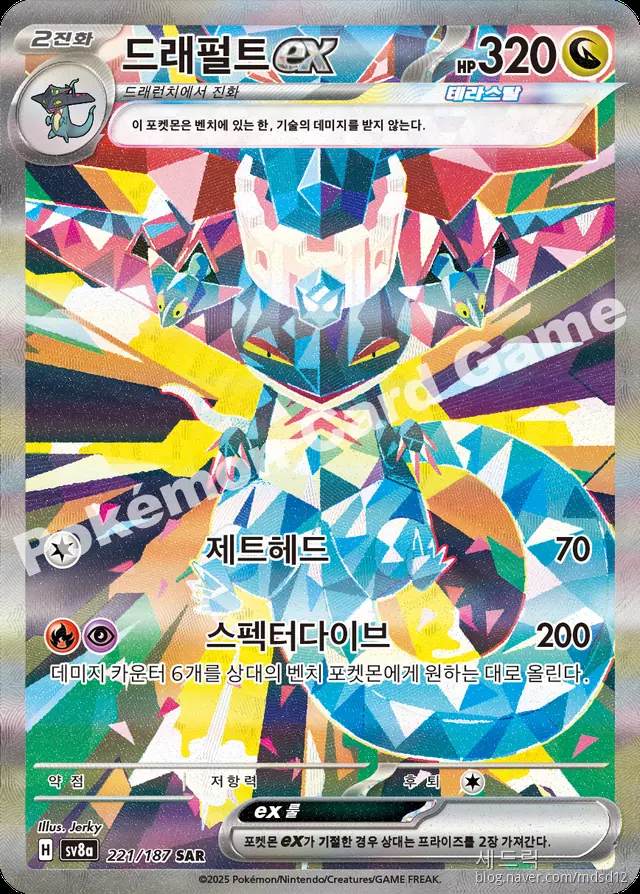 2진화
드래펄트 ex
HP 320
드래런치에서 진화
테라스탈
이 포켓몬은 벤치에 있는 한, 기술의 데미지를 받지 않는다.
Pokémon Card Game
제트헤드 70
스펙터다이브 200
데미지 카운터 6개를 상대의 벤치 포켓몬에게 원하는 대로 올린다.
약점 저항력 후퇴
ex 룰
포켓몬 ex가 기절한 경우 상대는 프라이즈를 2장 가져간다.
Illus. Jerky
H sv8a 221/187 SAR
©2025 Pokémon/Nintendo/Creatures/GAME FREAK.
세드릭
blog.naver.com/mdsd12